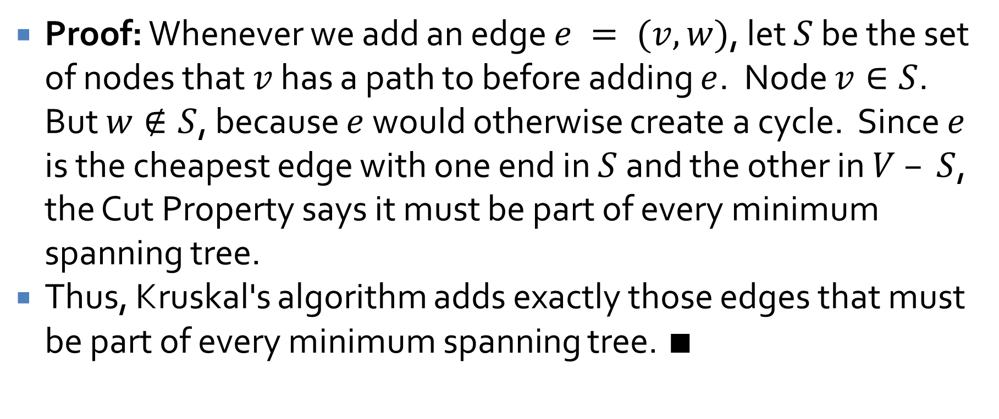 ▪ Proof: Whenever we add an edge e = (v, w), let S be the set
of nodes that v has a path to before adding e. Node v ∈ S.
But w ∉ S, because e would otherwise create a cycle. Since e
is the cheapest edge with one end in S and the other in V − S,
the Cut Property says it must be part of every minimum
spanning tree.
▪ Thus, Kruskal's algorithm adds exactly those edges that must
be part of every minimum spanning tree. ■